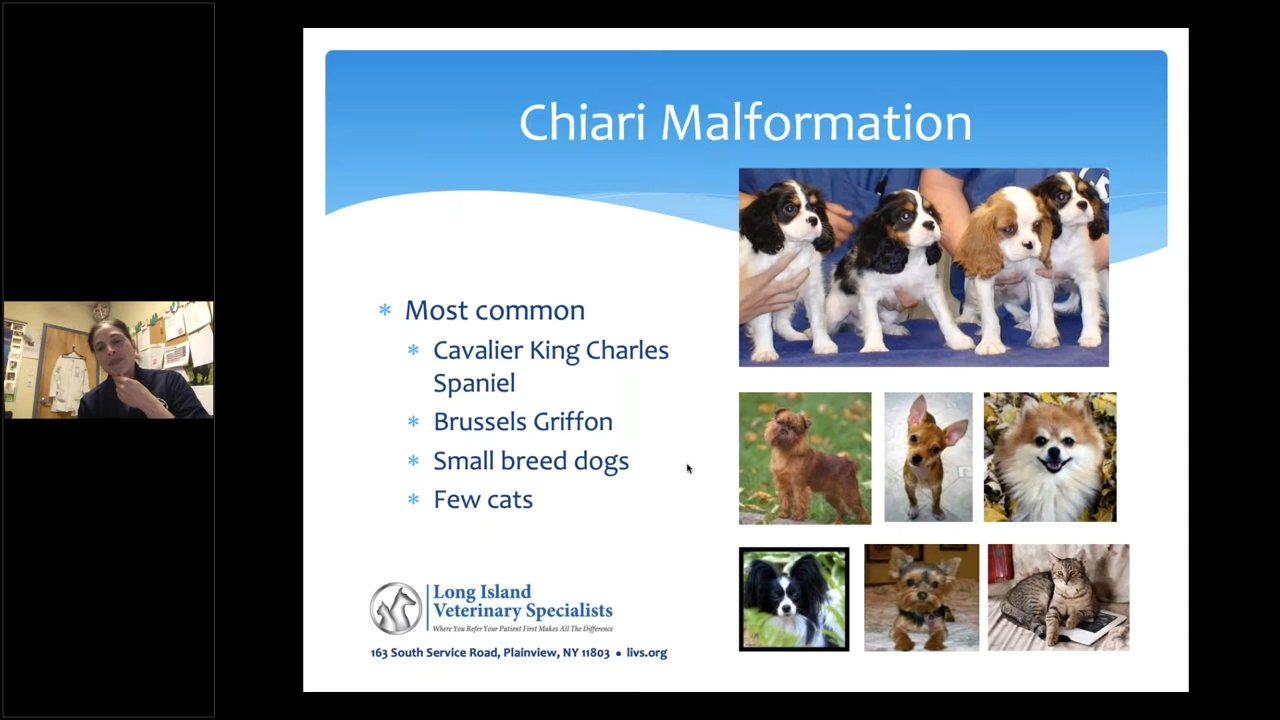 Chiari Malformation
* Most common
* Cavalier King Charles
Spaniel
* Brussels Griffon
* Small breed dogs
* Few cats
Long Island
Veterinary Specialists
Where You Refer Your Patient First Makes All The Difference
163 South Service Road, Plainview, NY 11803 • livs.org